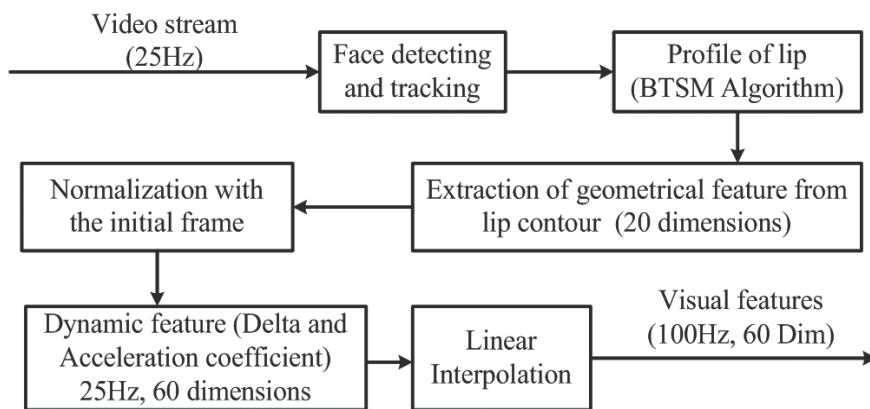 Video stream
(25Hz)
Face detecting
and tracking
Profile of lip
(BTSM Algorithm)
Extraction of geometrical feature from
lip contour (20 dimensions)
Normalization with
the initial frame
Dynamic feature (Delta and
Acceleration coefficient)
25Hz, 60 dimensions
Linear
Interpolation
Visual features
(100Hz, 60 Dim)